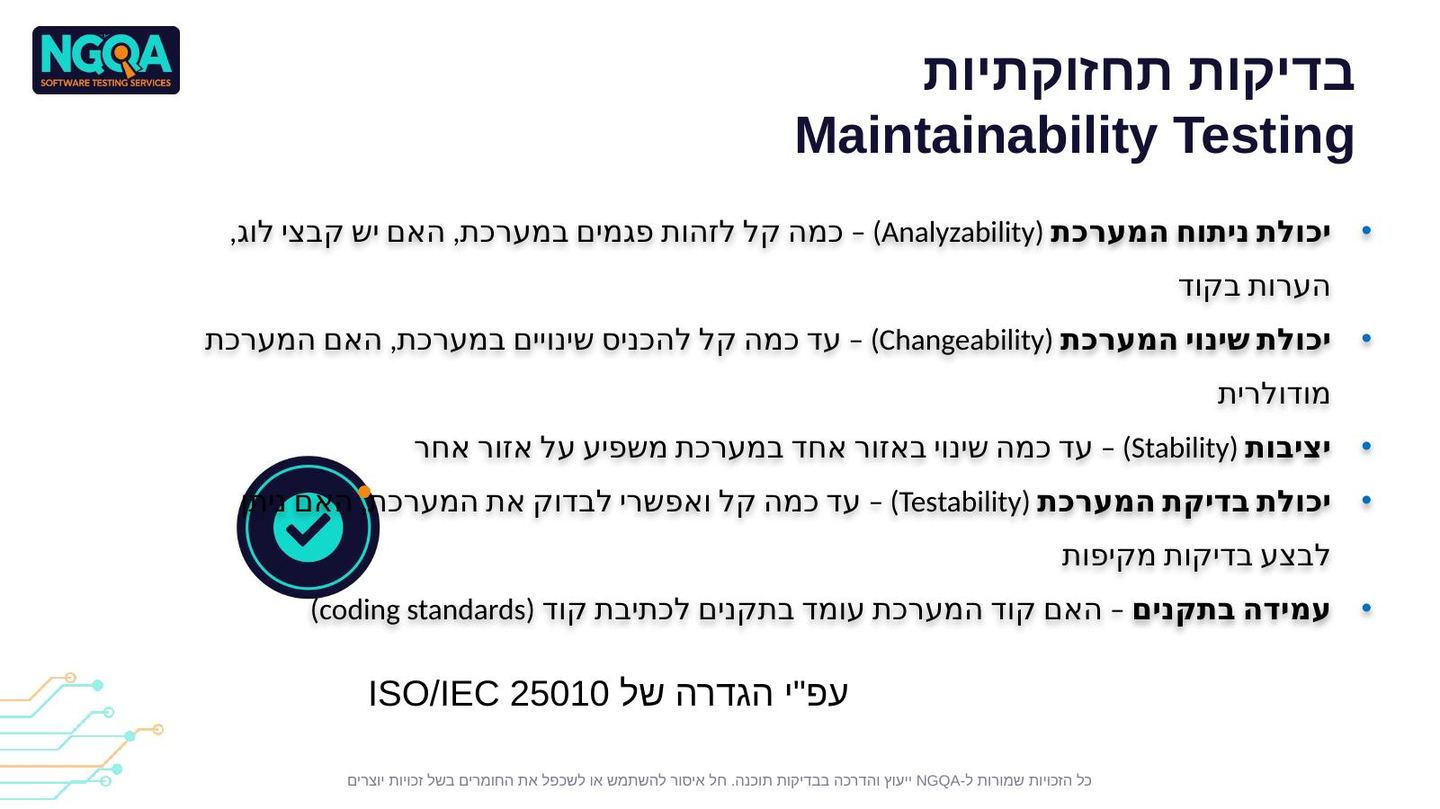 NGQA
SOFTWARE TESTING SERVICES
בדיקות תחזוקתיות
Maintainability Testing
• יכולת ניתוח המערכת (Analyzability) – כמה קל לזהות פגמים במערכת, האם יש קבצי לוג,
הערות בקוד
• יכולת שינוי המערכת (Changeability) – עד כמה קל להכניס שינויים במערכת, האם המערכת
מודולרית
• יציבות (Stability) – עד כמה שינוי באזור אחד במערכת משפיע על אזור אחר
• יכולת בדיקת המערכת (Testability) – עד כמה קל ואפשרי לבדוק את המערכת, האם ניתן
לבצע בדיקות מקיפות
• עמידה בתקנים – האם קוד המערכת עומד בתקנים לכתיבת קוד (coding standards)
עפ"י הגדרה של ISO/IEC 25010
כל הזכויות שמורות ל-NGQA ייעוץ והדרכה בבדיקות תוכנה. חל איסור להשתמש או לשכפל את החומרים בשל זכויות יוצרים